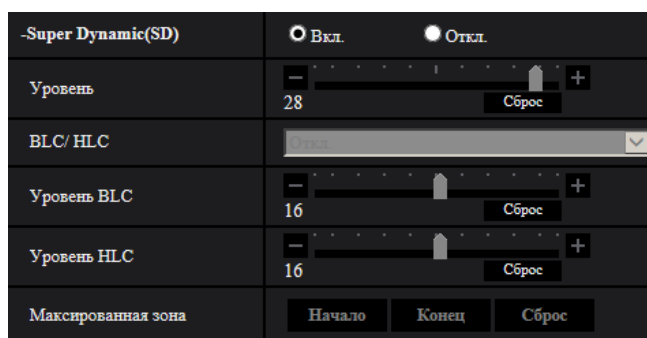 -Super Dynamic(SD) Вкл. Откл.
Уровень
28 Сброс
BLC/ HLC Откл.
Уровень BLC
16 Сброс
Уровень HLC
16 Сброс
Максированная зона Начало Конец Сброс